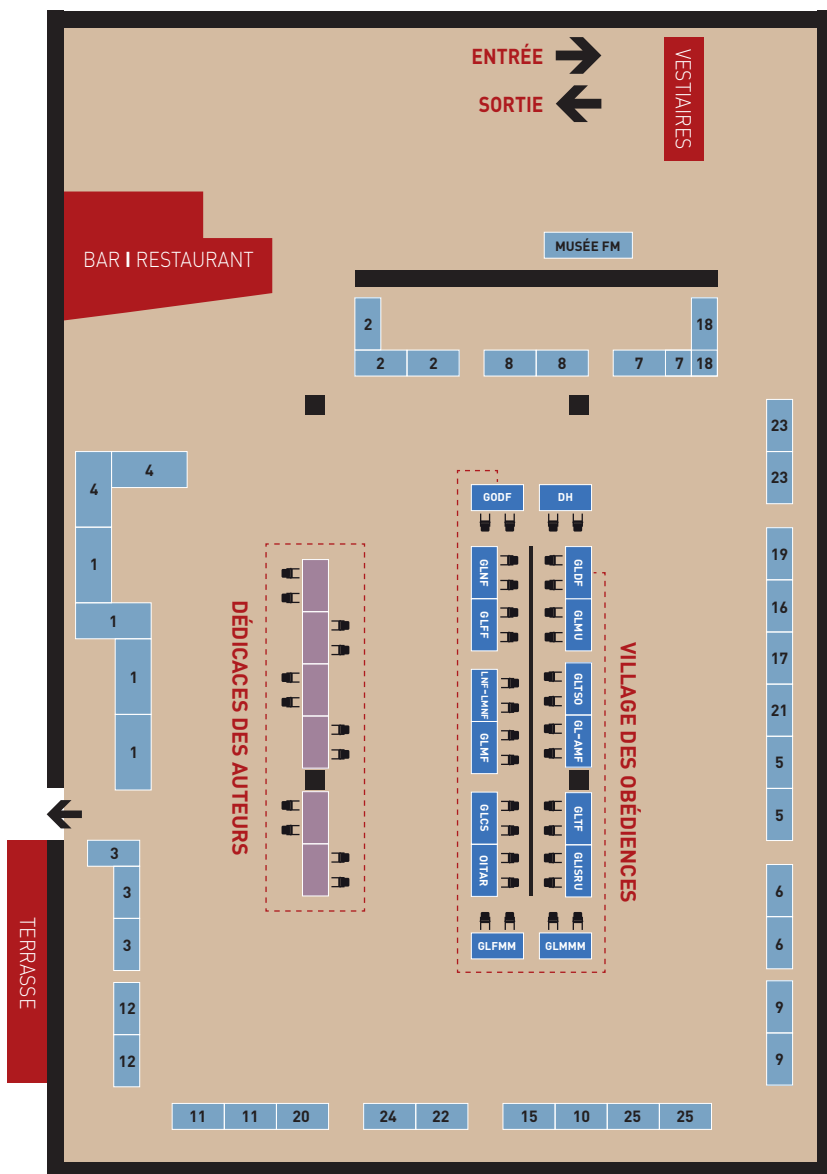 ENTRÉE
SORTIE
VESTIAIRES
MUSÉE FM
BAR I RESTAURANT
2
18
2
2
8
8
7
7
18
23
23
4
4
1
1
1
1
GODF
DH
GLNF
GLFF
LNF-LMNF
GLMF
GLCS
OITAR
GLDF
GLMU
GLTSO
GL-AMF
GLTF
GLISRU
GLFMM
GLMMM
DÉDICACES DES AUTEURS
VILLAGE DES OBÉDIENCES
19
16
17
21
5
5
6
6
9
9
3
3
3
12
12
TERRASSE
11
11
20
24
22
15
10
25
25